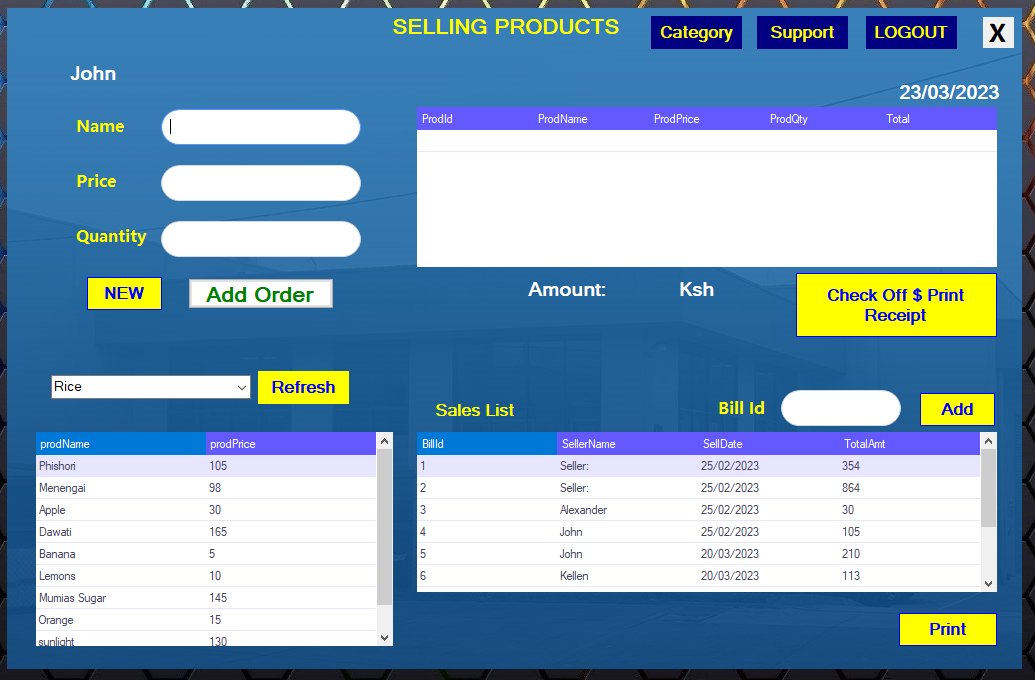 SELLING PRODUCTS
Category
Support
LOGOUT
X
John
23/03/2023
Name
Price
Quantity
ProdId ProdName ProdPrice ProdQty Total
NEW
Add Order
Amount: Ksh
Check Off $ Print
Receipt
Rice
Refresh
Sales List
Bill Id
Add
prodName prodPrice
Phishori 105
Menengai 98
Apple 30
Dawati 165
Banana 5
Lemons 10
Mumias Sugar 145
Orange 15
sunlight 130
BillId SellerName SellDate TotalAmt
1 Seller: 25/02/2023 354
2 Seller: 25/02/2023 864
3 Alexander 25/02/2023 30
4 John 25/02/2023 105
5 John 20/03/2023 210
6 Kellen 20/03/2023 113
Print